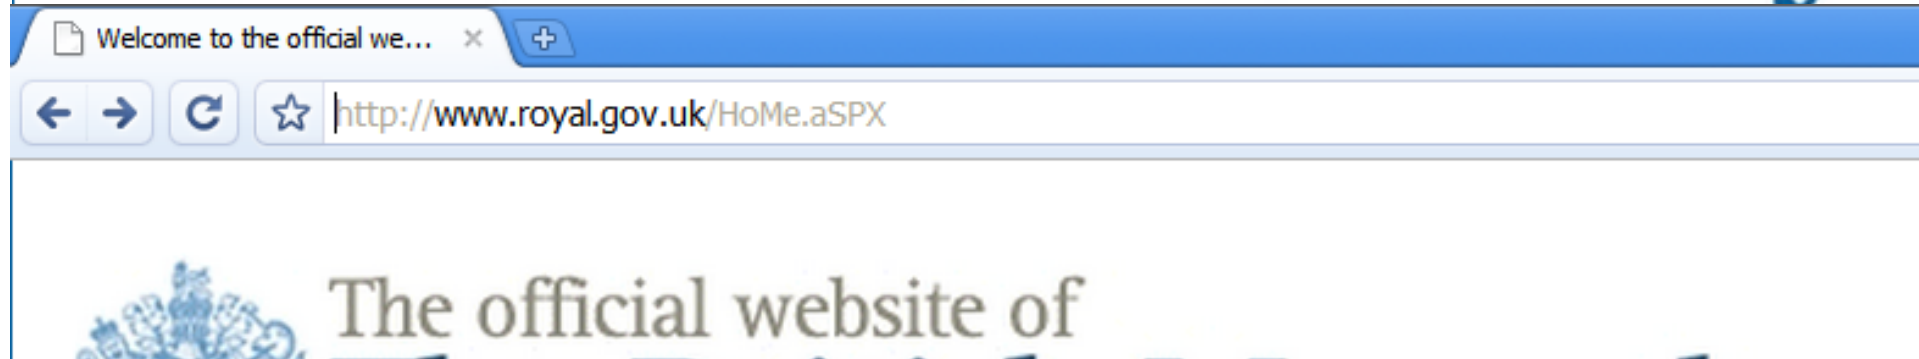 Welcome to the official we...
http://www.royal.gov.uk/HoMe.aSPX
The official website of